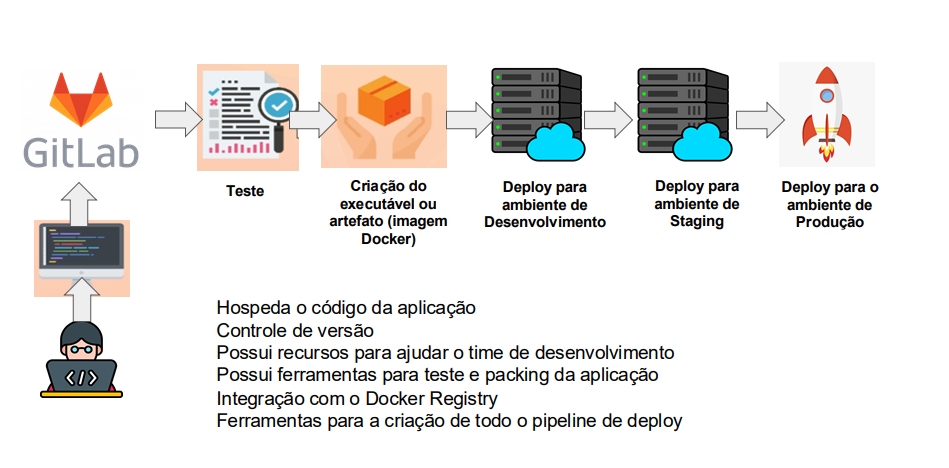 GitLab
Teste
Criação do
executável ou
artefato (imagem
Docker)
Deploy para
ambiente de
Desenvolvimento
Deploy para
ambiente de
Staging
Deploy para o
ambiente de
Produção
</>
Hospeda o código da aplicação
Controle de versão
Possui recursos para ajudar o time de desenvolvimento
Possui ferramentas para teste e packing da aplicação
Integração com o Docker Registry
Ferramentas para a criação de todo o pipeline de deploy